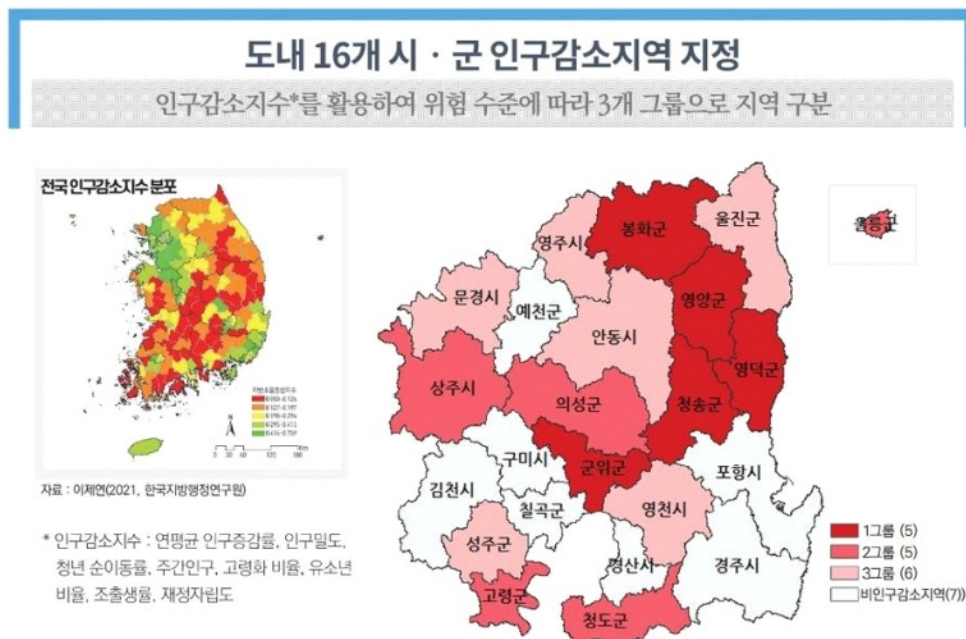 도내 16개 시 · 군 인구감소지역 지정
인구감소지수*를 활용하여 위험 수준에 따라 3개 그룹으로 지역 구분
전국 인구감소지수 분포
N
자료 : 이제연(2021, 한국지방행정연구원)
* 인구감소지수 : 연평균 인구증감률, 인구밀도,
청년 순이동률, 주간인구, 고령화 비율, 유소년
비율, 조출생률, 재정자립도
봉화군
울진군
울릉군
영주시
문경시
예천군
영양군
안동시
영덕군
상주시
의성군
청송군
구미시
군위군
포항시
김천시
칠곡군
영천시
성주군
경산시
경주시
고령군
청도군
1그룹 (5)
2그룹 (5)
3그룹 (6)
비인구감소지역(7))